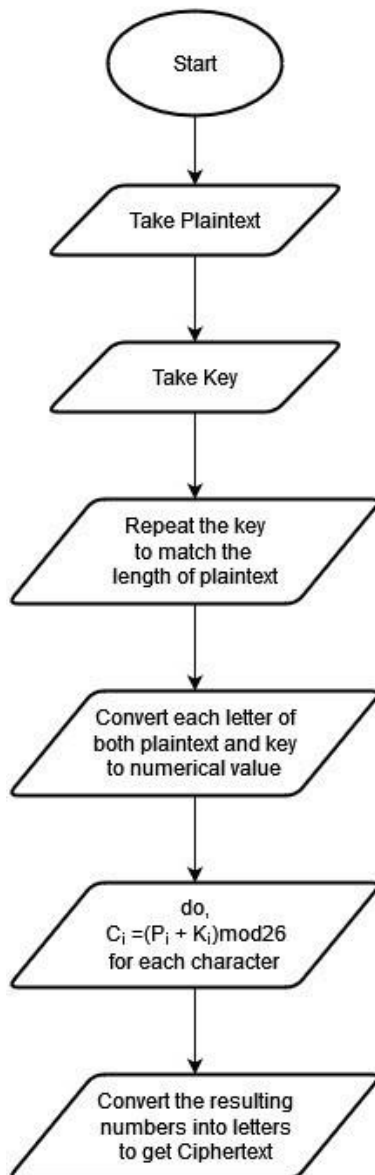 Start
Take Plaintext
Take Key
Repeat the key
to match the
length of plaintext
Convert each letter of
both plaintext and key
to numerical value
do,
Cᵢ =(Pᵢ + Kᵢ)mod26
for each character
Convert the resulting
numbers into letters
to get Ciphertext